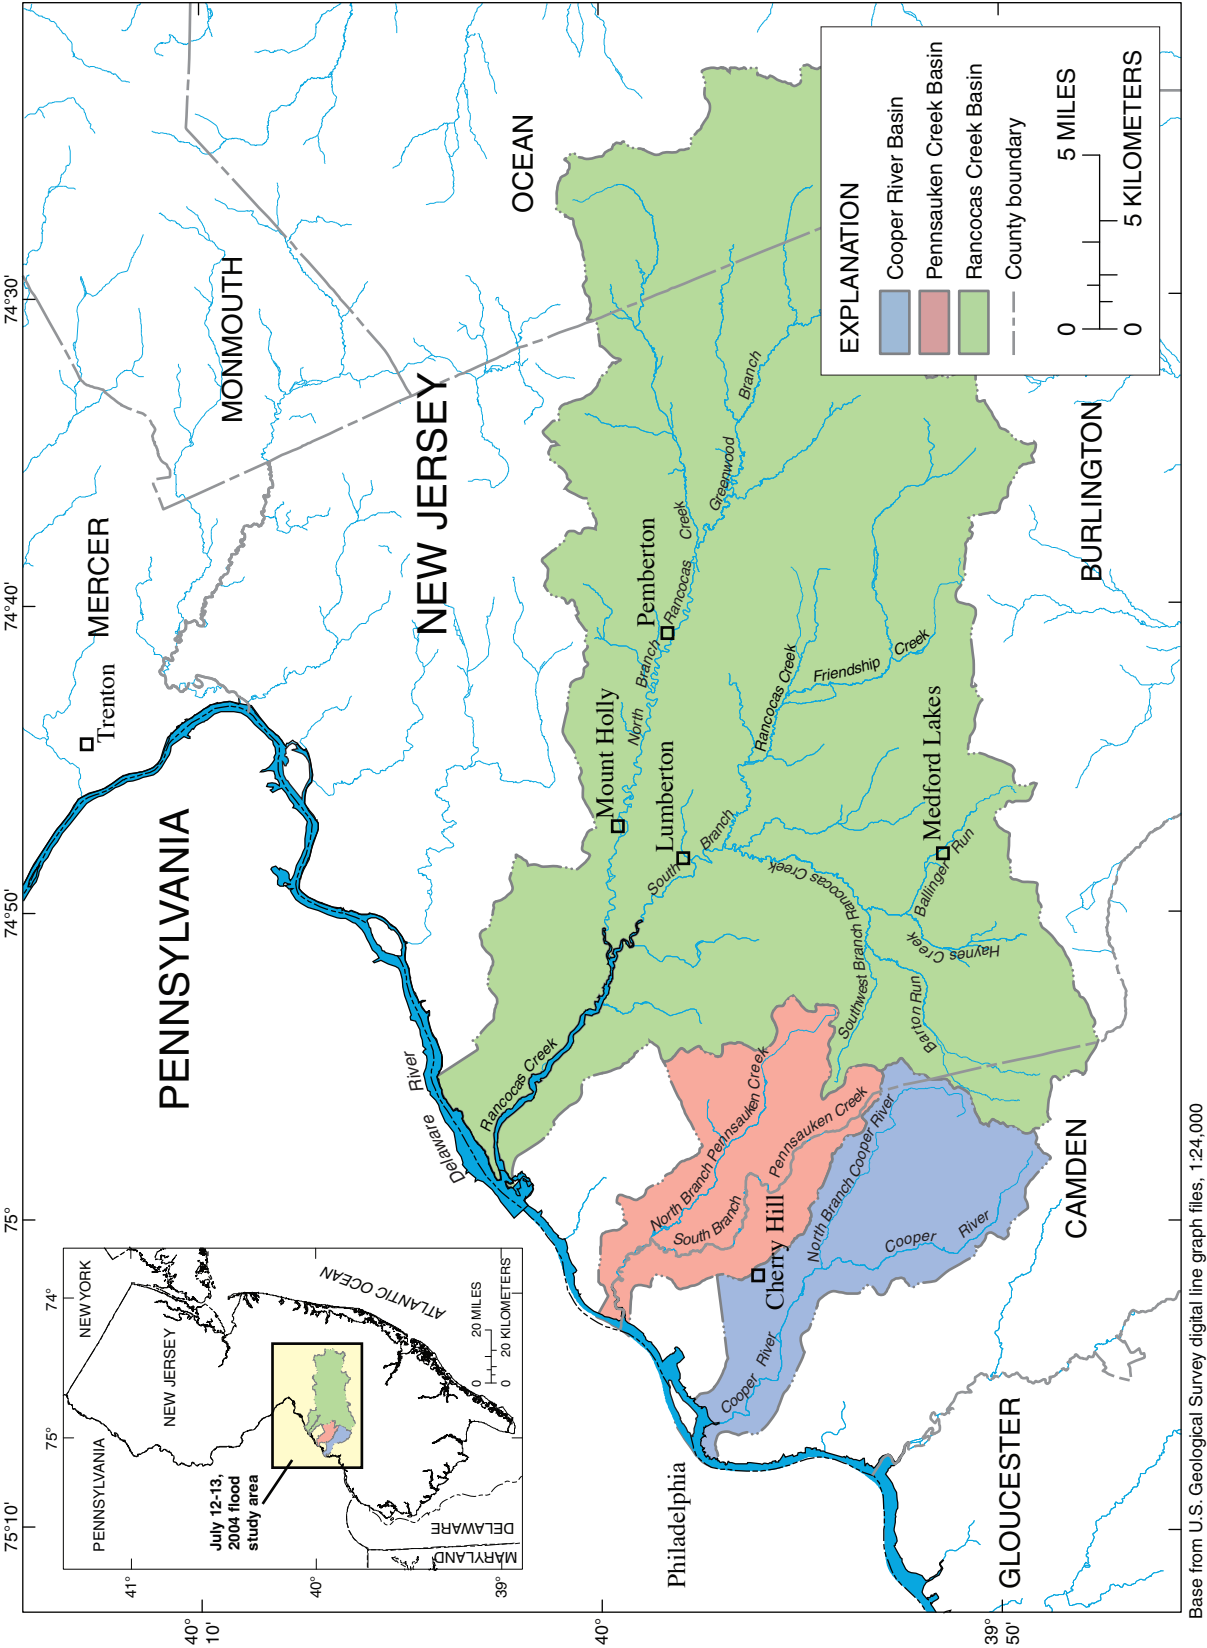 75°10'
75°
74°50'
74°40'
74°30'
40°
10'
40°
39°
50'
PENNSYLVANIA
NEW JERSEY
MERCER
MONMOUTH
OCEAN
BURLINGTON
CAMDEN
GLOUCESTER
Trenton
Philadelphia
Mount Holly
Lumberton
Pemberton
Medford Lakes
Cherry Hill
Delaware River
Rancocas Creek
North Branch Rancocas Creek
Greenwood Branch
South Branch Rancocas Creek
Friendship Creek
Southwest Branch Rancocas Creek
Rancocas Creek
Ballinger Run
Haynes Creek
Barton Run
North Branch Pennsauken Creek
South Branch Pennsauken Creek
North Branch Cooper River
Cooper River
Cooper River
EXPLANATION
Cooper River Basin
Pennsauken Creek Basin
Rancocas Creek Basin
County boundary
0 5 MILES
0 5 KILOMETERS
75°
74°
41°
40°
39°
NEW YORK
PENNSYLVANIA
NEW JERSEY
ATLANTIC OCEAN
DELAWARE
MARYLAND
July 12-13,
2004 flood
study area
0 20 MILES
0 20 KILOMETERS
Base from U.S. Geological Survey digital line graph files, 1:24,000